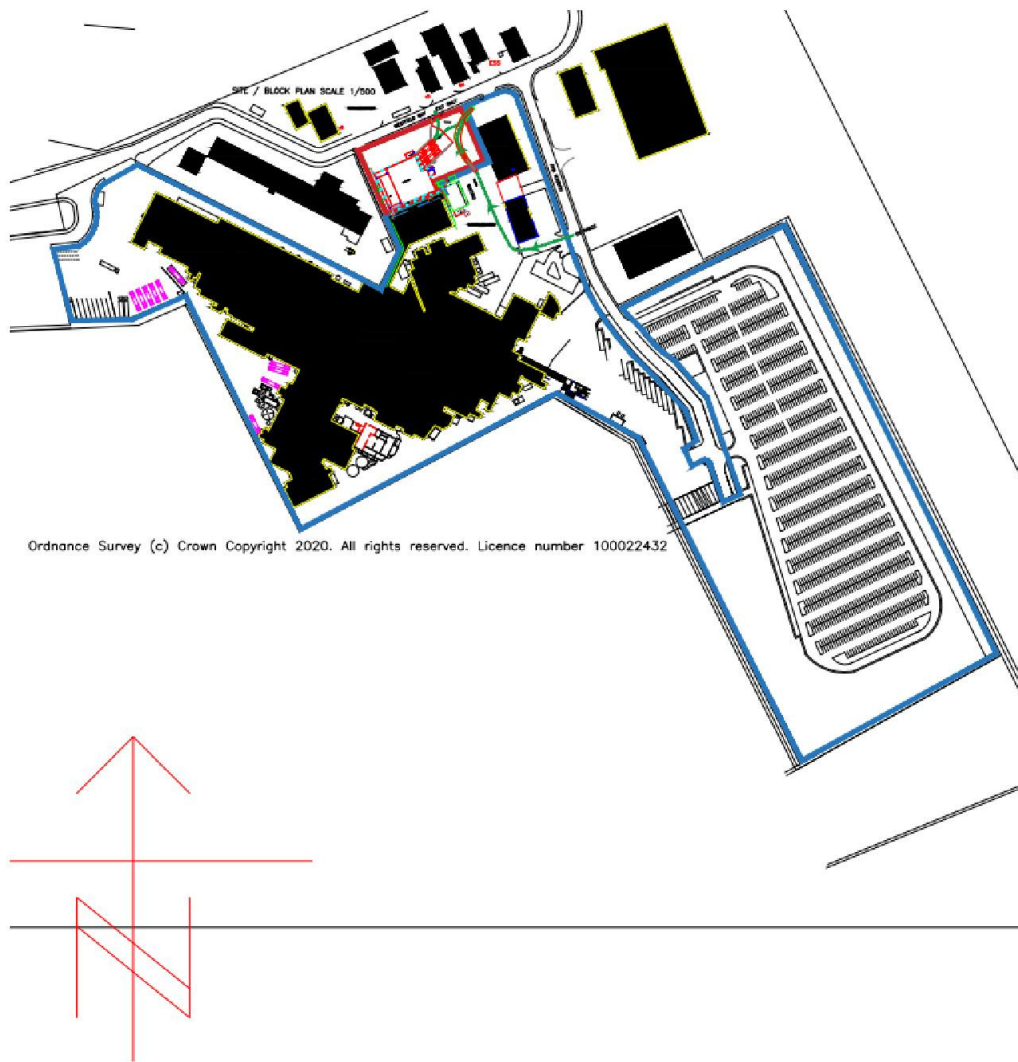 SITE / BLOCK PLAN SCALE 1/500
Ordnance Survey (c) Crown Copyright 2020. All rights reserved. Licence number 100022432
N